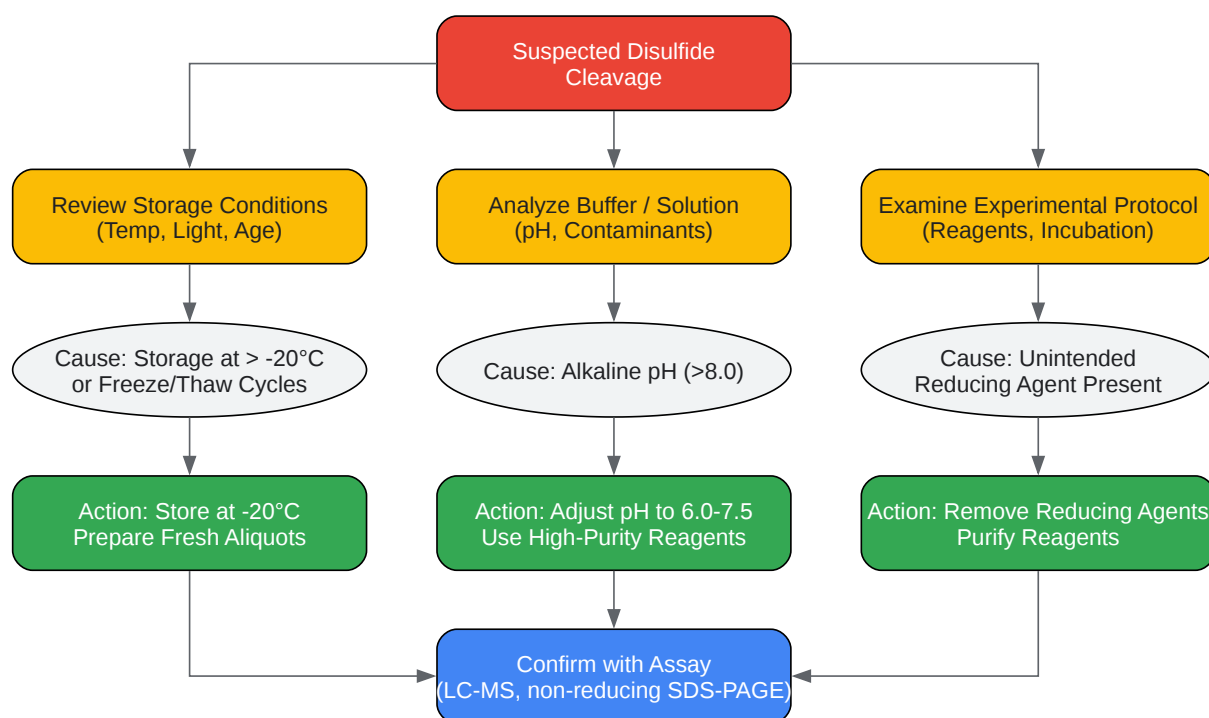 Suspected Disulfide
Cleavage
Review Storage Conditions
(Temp, Light, Age)
Analyze Buffer / Solution
(pH, Contaminants)
Examine Experimental Protocol
(Reagents, Incubation)
Cause: Storage at > -20°C
or Freeze/Thaw Cycles
Cause: Alkaline pH (>8.0)
Cause: Unintended
Reducing Agent Present
Action: Store at -20°C
Prepare Fresh Aliquots
Action: Adjust pH to 6.0-7.5
Use High-Purity Reagents
Action: Remove Reducing Agents
Purify Reagents
Confirm with Assay
(LC-MS, non-reducing SDS-PAGE)